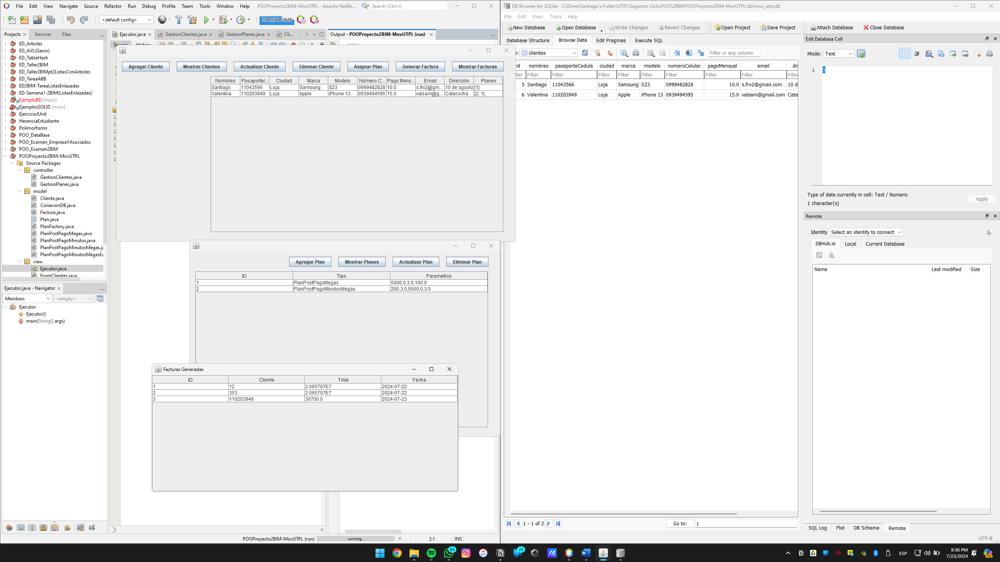 File Edit View Navigate Source Refactor Run Debug Profile Team Tools Window Help POOProyecto2BIM-MovUTPL - Apache NetBe... Search (Ctrl+I)
<default config> 204.9/408.0MB
Projects Services Files
ED_Arboles
ED_AVL(Garzo)
ED_TablaHash
ED_Taller2BIM
ED_Taller2BIMpt2ListasConArboles
ED_TareaABB
ED2BIM-TareaListasEnlazadas
ED-Semana1-2BIM(ListasEnlazadas)
EjemploBD [main]
EjemplosSOLID [main]
EjercicioJUnit
HerenciaEstudiante
Polimorfismo
POO_DataBase
POO_Examen_EmpresaYAsociados
POO_Examen2BIM
POOProyecto2BIM-MovUTPL
Source Packages
controller
GestionClientes.java
GestionPlanes.java
model
Cliente.java
ConexionDB.java
Factura.java
Plan.java
PlanFactory.java
PlanPostPagoMegas.java
PlanPostPagoMinutos.java
PlanPostPagoMinutosMegas.ja
PlanPostPagoMinutosMegasEc
view
Ejecutor.java
FormClientes.java
Ejecutor.java - Navigator
Members <empty>
Ejecutor
Ejecutor()
main(String[] args)
Ejecutor.java GestionClientes.java GestionPlanes.java Cli...
Source History
Output - POOProyecto2BIM-MovUTPL (run)
run:
1
1
1
1
1
1
1
Agregar Cliente Mostrar Clientes Actualizar Cliente Eliminar Cliente Asignar Plan Generar Factura Mostrar Facturas
Nombres Pasaporte/... Ciudad Marca Modelo Número C... Pago Mens... Email Dirección Planes
Santiago 11043566 Loja Samsung S23 0999482828 10.0 s.frv2@gm... 10 de agosto [1]
Valentina 110203949 Loja Apple iPhone 13 0939494595 15.0 valsam@g... Catacocha [2, 1]
Agregar Plan Mostrar Planes Actualizar Plan Eliminar Plan
ID Tipo Parametros
1 PlanPostPagoMegas 5000.0,3.0,100.0
2 PlanPostPagoMinutosMegas 200,3.0,5000.0,3.0
Facturas Generadas
ID Cliente Total Fecha
1 12 2.065707E7 2024-07-22
2 353 2.065707E7 2024-07-22
3 110203949 30700.0 2024-07-23
POOProyecto2BIM-MovUTPL (run) running... 2:1 INS
DB Browser for SQLite - C:\Drive\Santiago's Folder\UTPL\Segundo Ciclo\POO\2BIM\POOProyecto2BIM-MovUTPL\db\mov_utpl.db
File Edit View Tools Help
New Database Open Database Write Changes Revert Changes Open Project Save Project Attach Database Close Database
Database Structure Browse Data Edit Pragmas Execute SQL
e: clientes Filter in any column
id nombres pasaporteCedula ciudad marca modelo numeroCelular pagoMensual email dir
lter Filter Filter Filter Filter Filter Filter Filter Filter Filter
5 Santiago 11043566 Loja Samsung S23 0999482828 10.0 s.frv2@gmail.com 10 d
6 Valentina 110203949 Loja Apple iPhone 13 0939494595 15.0 valsam@gmail.com Cata
1 - 1 of 2 Go to: 1
Edit Database Cell
Mode: Text
1 5
Type of data currently in cell: Text / Numeric
1 character(s)
Apply
Remote
Identity Select an identity to connect
DBHub.io Local Current Database
Name Last modified Size
SQL Log Plot DB Schema Remote
UTF-8
85 25 ESP 9:36 PM
7/23/2024
PRE